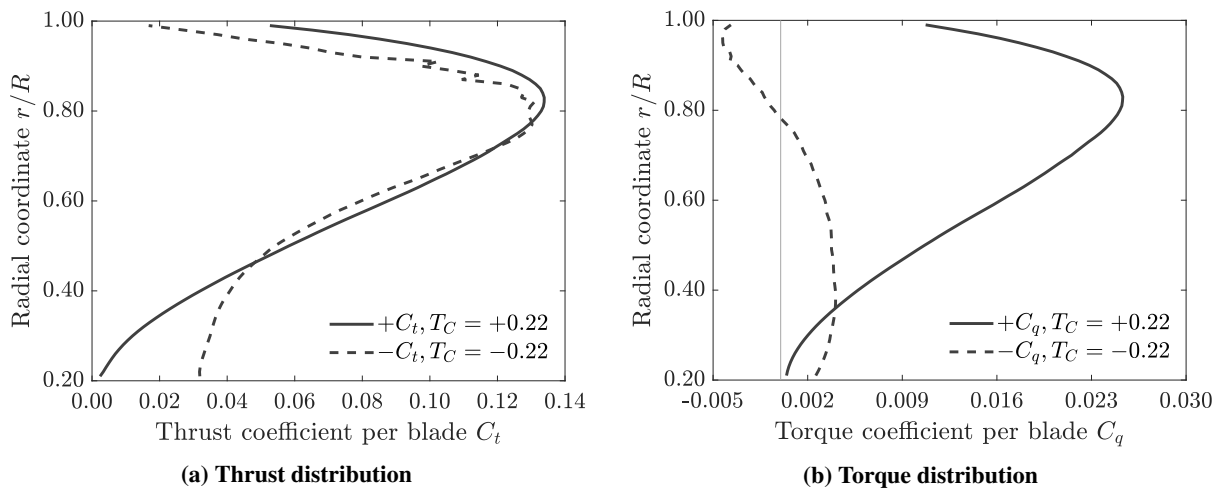 1.00
0.80
0.60
0.40
0.20
Radial coordinate r/R
+C_t, T_C = +0.22
−C_t, T_C = −0.22
0.00 0.02 0.04 0.06 0.08 0.10 0.12 0.14
Thrust coefficient per blade C_t
(a) Thrust distribution
1.00
0.80
0.60
0.40
0.20
Radial coordinate r/R
+C_q, T_C = +0.22
−C_q, T_C = −0.22
-0.005 0.002 0.009 0.016 0.023 0.030
Torque coefficient per blade C_q
(b) Torque distribution